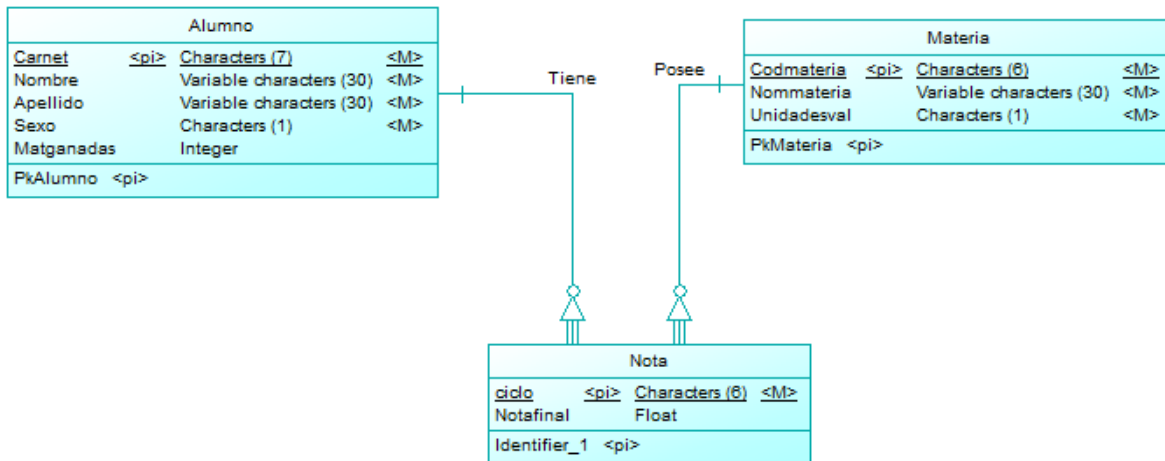 Alumno
Carnet <pi> Characters (7) <M>
Nombre Variable characters (30) <M>
Apellido Variable characters (30) <M>
Sexo Characters (1) <M>
Matganadas Integer
PkAlumno <pi>
Tiene
Posee
Materia
Codmateria <pi> Characters (6) <M>
Nommateria Variable characters (30) <M>
Unidadesval Characters (1) <M>
PkMateria <pi>
Nota
ciclo <pi> Characters (6) <M>
Notafinal Float
Identifier_1 <pi>